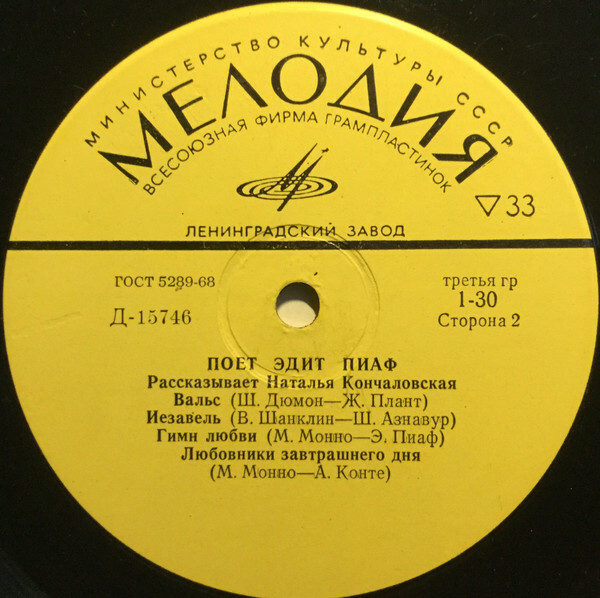 МИНИСТЕРСТВО КУЛЬТУРЫ СССР
МЕЛОДИЯ
ВСЕСОЮЗНАЯ ФИРМА ГРАМПЛАСТИНОК
▽33
ЛЕНИНГРАДСКИЙ ЗАВОД
ГОСТ 5289-68
третья гр
Д-15746
1-30
Сторона 2
ПОЕТ ЭДИТ ПИАФ
Рассказывает Наталья Кончаловская
Вальс (Ш. Дюмон—Ж. Плант)
Иезавель (В. Шанклин—Ш. Азнавур)
Гимн любви (М. Монно—Э. Пиаф)
Любовники завтрашнего дня
(М. Монно—А. Конте)